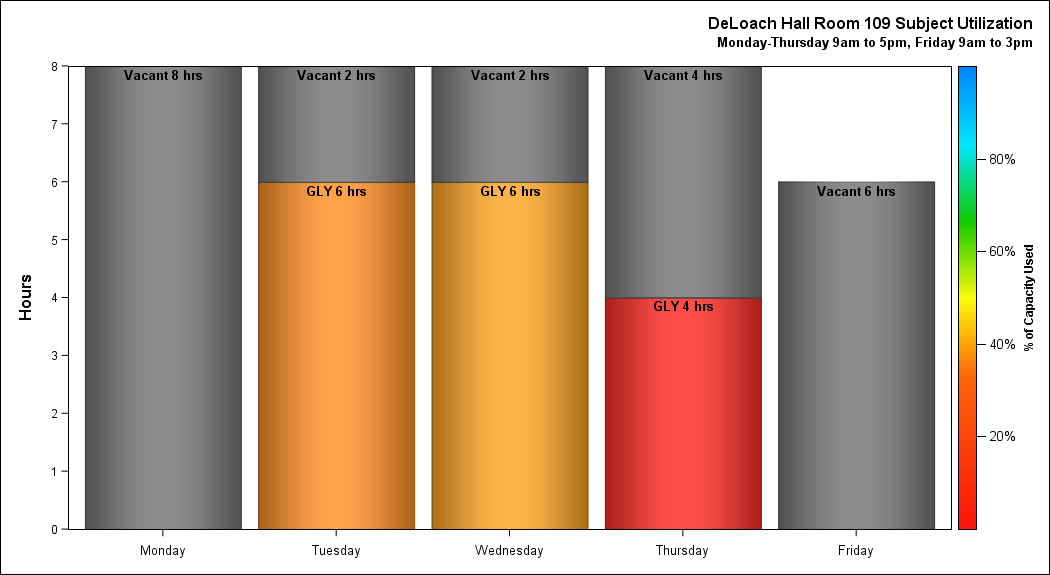 DeLoach Hall Room 109 Subject Utilization
Monday-Thursday 9am to 5pm, Friday 9am to 3pm
Hours
8
7
6
5
4
3
2
1
0
Vacant 8 hrs
Vacant 2 hrs
Vacant 2 hrs
Vacant 4 hrs
GLY 6 hrs
GLY 6 hrs
Vacant 6 hrs
GLY 4 hrs
Monday
Tuesday
Wednesday
Thursday
Friday
80%
60%
40%
20%
% of Capacity Used